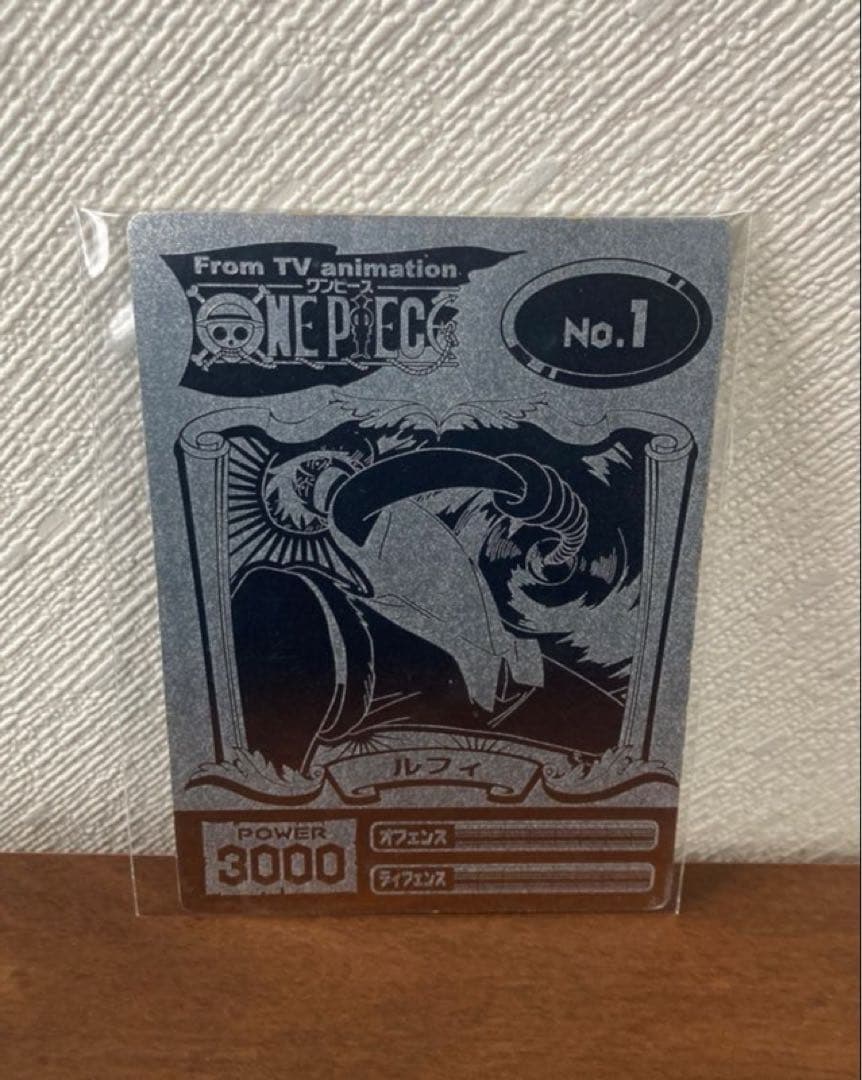 From TV animation
ワンピース
ONE PIECE
No.1
ルフィ
POWER
3000
オフェンス
ディフェンス